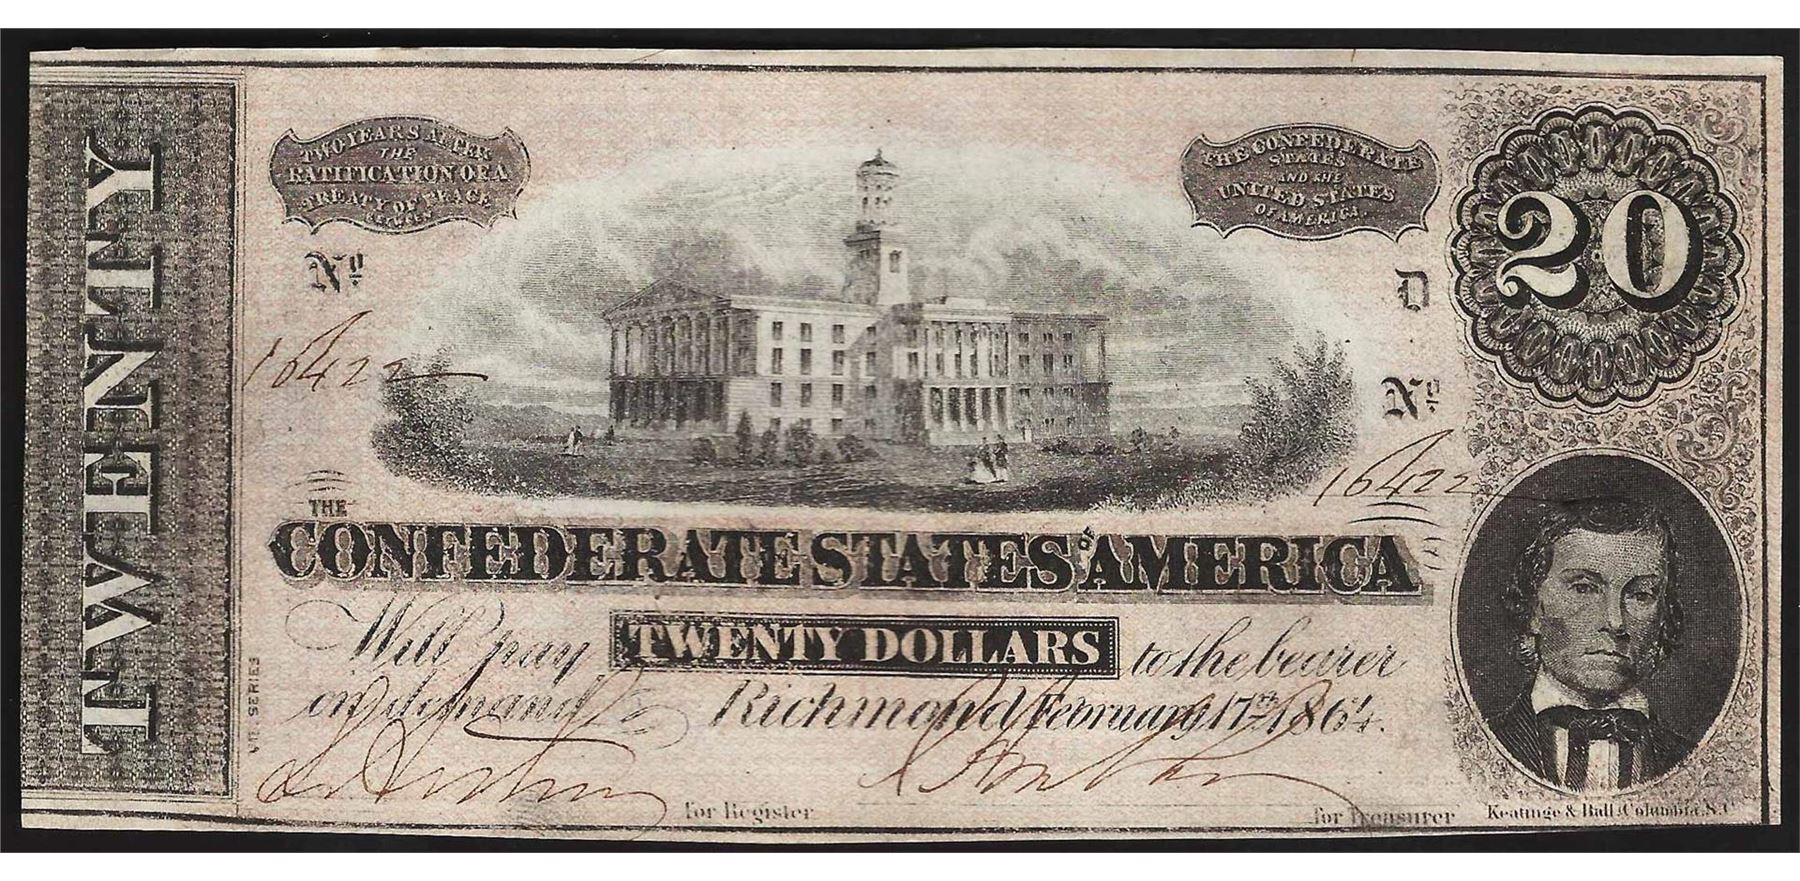 TWENTY
TWO YEARS AFTER
THE
RATIFICATION OF A
TREATY OF PEACE
BETWEEN
THE CONFEDERATE
STATES
AND THE
UNITED STATES
OF AMERICA.
20
No
D
16422
No
16422
THE
CONFEDERATE STATES OF AMERICA
Will pay TWENTY DOLLARS to the bearer
on demand
Richmond February 17th 1864.
VII SERIES
for Register
for Treasurer
Keatinge & Ball, Columbia, S.C.